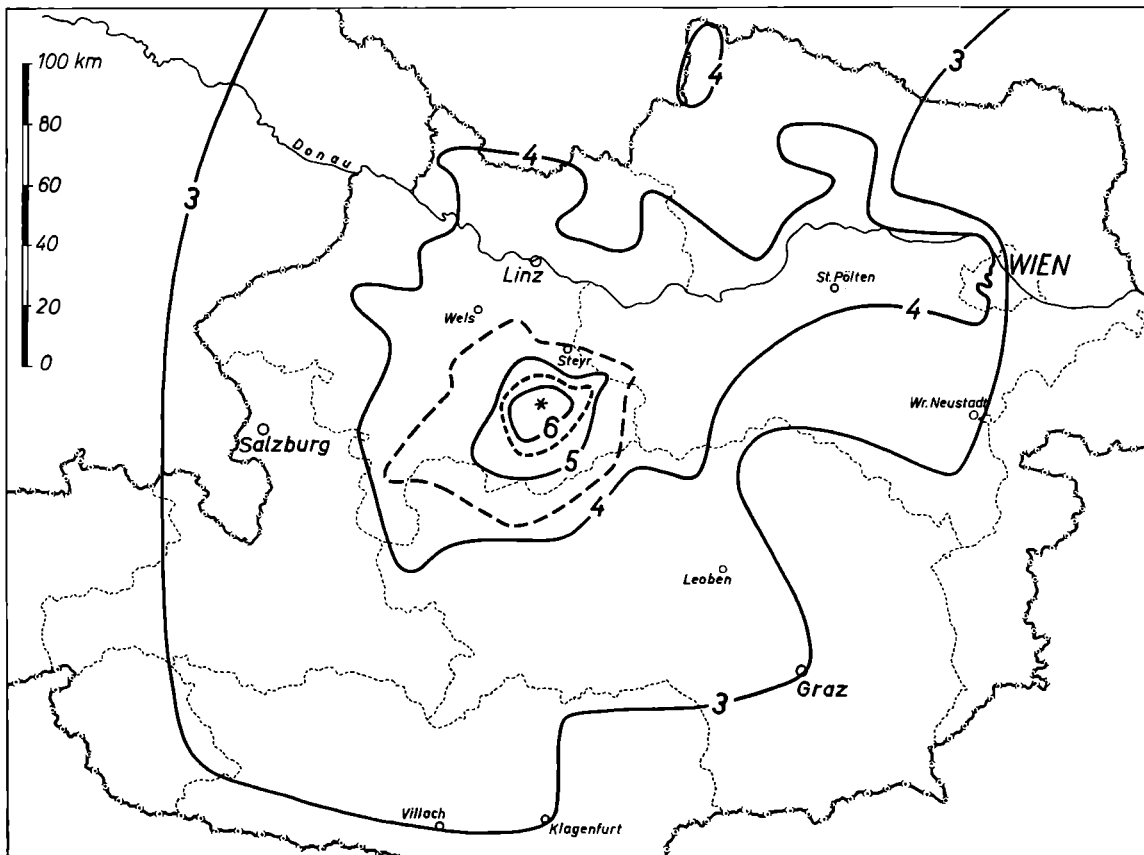 100 km
80
60
40
20
0
3
3
4
4
Donau
Linz
WIEN
St. Pölten
Wels
4
Steyr
Wr. Neustadt
Salzburg
6
5
4
Leoben
Graz
3
Villach
Klagenfurt